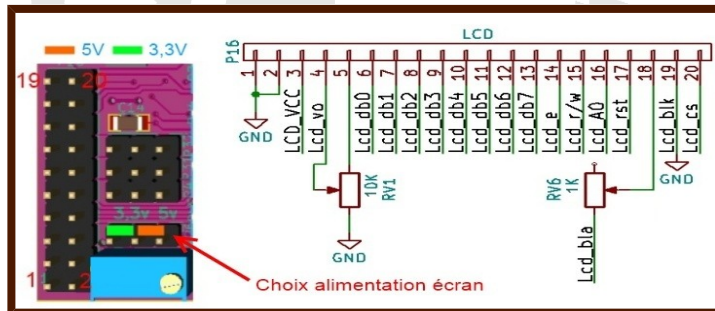 5V 3,3V
19 20
C14
3,3v 5v
1 2
Choix alimentation écran
LCD
P16
1 2 3 4 5 6 7 8 9 10 11 12 13 14 15 16 17 18 19 20
LCD_VCC
Lcd_vo
Lcd_db0
Lcd_db1
Lcd_db2
Lcd_db3
Lcd_db4
Lcd_db5
Lcd_db6
Lcd_db7
Lcd_e
Lcd_r/w
Lcd_A0
Lcd_rst
Lcd_blk
Lcd_cs
GND
10K
RV1
GND
RV6
1K
GND
Lcd_bla